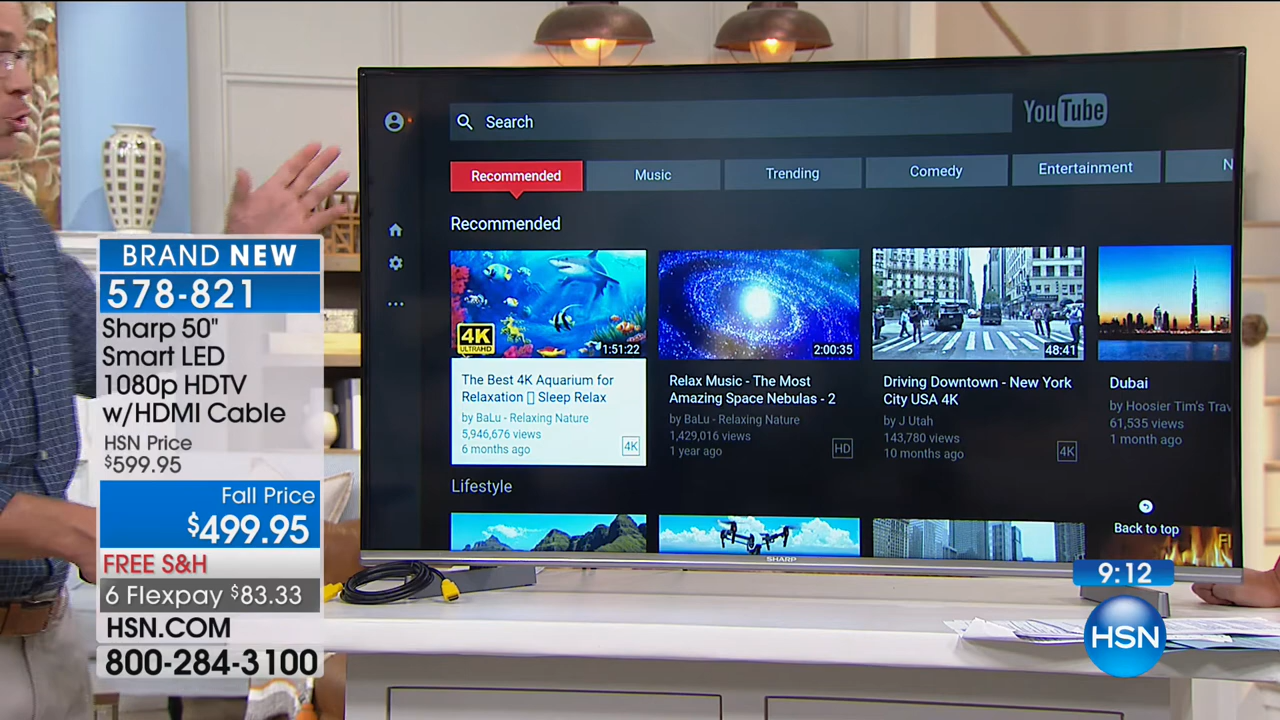 BRAND NEW
578-821
Sharp 50"
Smart LED
1080p HDTV
w/HDMI Cable
HSN Price
$599.95
Fall Price
$499.95
FREE S&H
6 Flexpay $83.33
HSN.COM
800-284-3100
Search
YouTube
Recommended
Music
Trending
Comedy
Entertainment
N
Recommended
4K
ULTRAHD
1:51:22
The Best 4K Aquarium for
Relaxation ▯ Sleep Relax
by BaLu - Relaxing Nature
5,946,676 views
6 months ago
4K
2:00:35
Relax Music - The Most
Amazing Space Nebulas - 2
by BaLu - Relaxing Nature
1,429,016 views
1 year ago
HD
48:41
Driving Downtown - New York
City USA 4K
by J Utah
143,780 views
10 months ago
4K
Dubai
by Hoosier Tim's Trav
61,535 views
1 month ago
Lifestyle
Back to top
SHARP
9:12
HSN